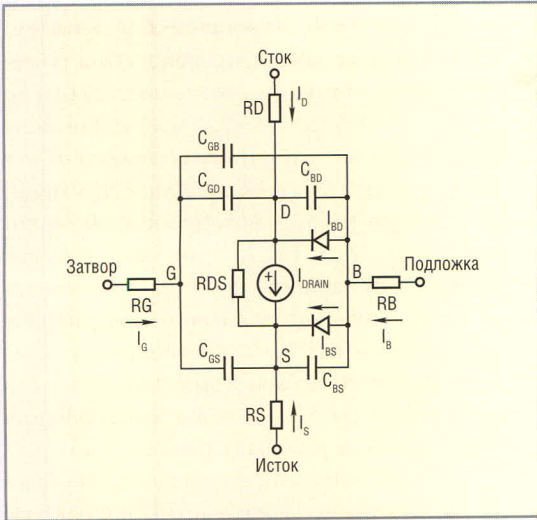 Сток
RD
I_D
C_GB
C_GD
C_BD
D
I_BD
Затвор
G
RDS
I_DRAIN
B
Подложка
RG
RB
I_G
I_B
I_BS
C_GS
S
C_BS
RS
I_S
Исток